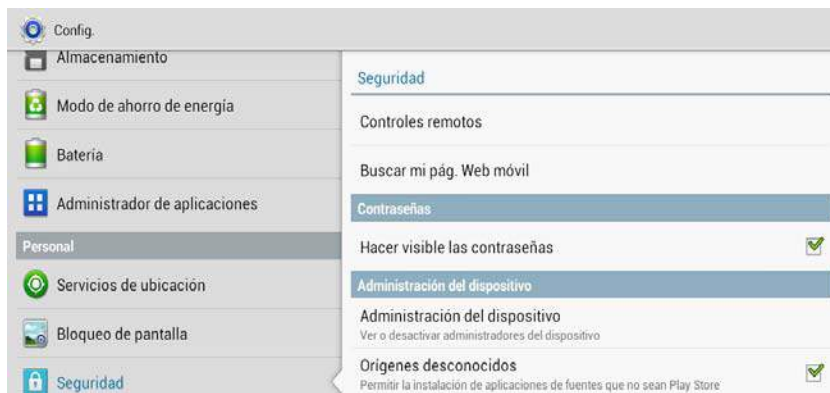 Config.
Almacenamiento
Modo de ahorro de energía
Batería
Administrador de aplicaciones
Personal
Servicios de ubicación
Bloqueo de pantalla
Seguridad
Seguridad
Controles remotos
Buscar mi pág. Web móvil
Contraseñas
Hacer visible las contraseñas
Administración del dispositivo
Administración del dispositivo
Ver o desactivar administradores del dispositivo
Orígenes desconocidos
Permitir la instalación de aplicaciones de fuentes que no sean Play Store